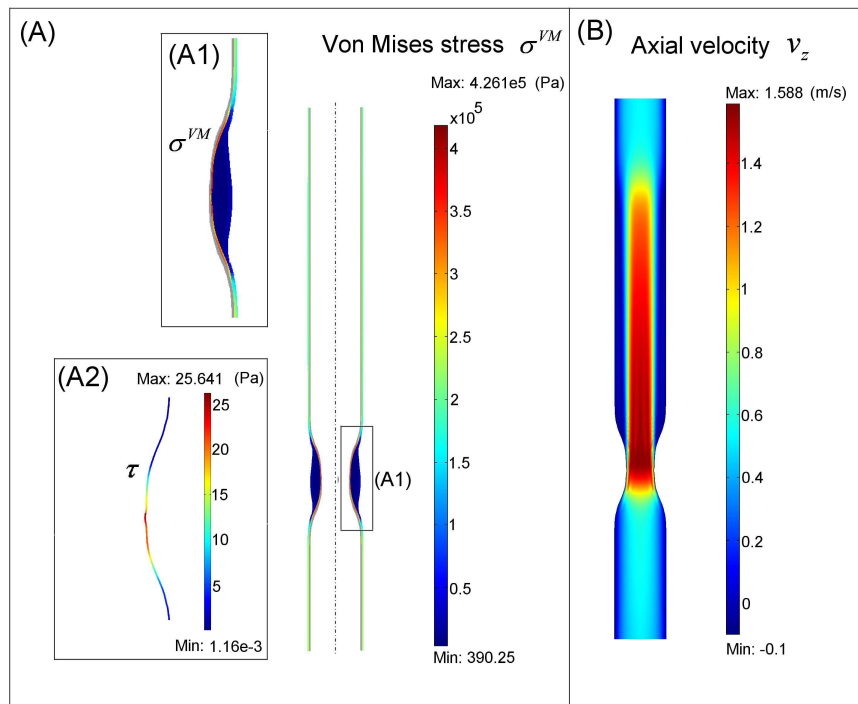 (A)
Von Mises stress σ^VM
(A1)
σ^VM
Max: 4.261e5 (Pa)
x10⁵
4
3.5
3
2.5
2
1.5
1
0.5
Min: 390.25
(A1)
(A2)
Max: 25.641 (Pa)
τ
25
20
15
10
5
Min: 1.16e-3
(B)
Axial velocity v_z
Max: 1.588 (m/s)
1.4
1.2
1
0.8
0.6
0.4
0.2
0
Min: -0.1